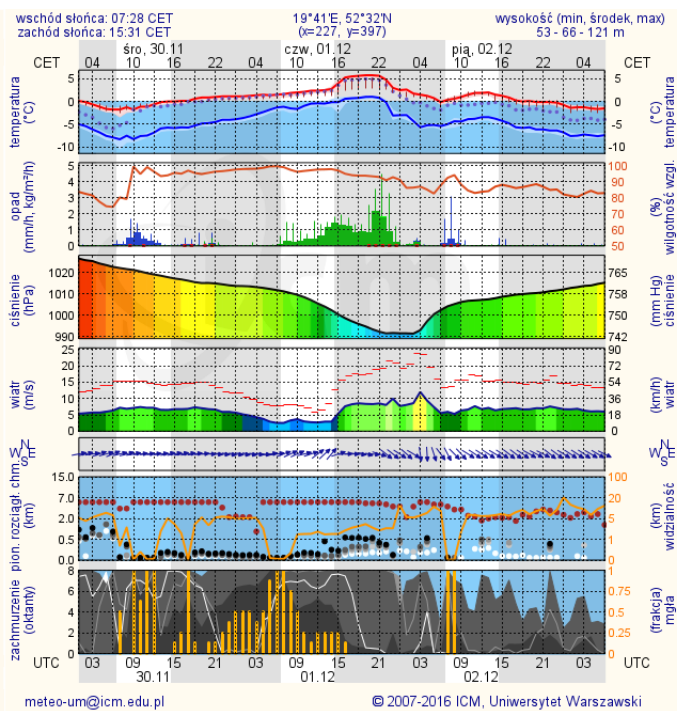 wschód słońca: 07:28 CET 19°41'E, 52°32'N wysokość (min, środek, max)
zachód słońca: 15:31 CET (x=227, y=397) 53 - 66 - 121 m
śro, 30.11 czw, 01.12 pią, 02.12
CET 04 10 16 22 04 10 16 22 04 10 16 22 04 CET
temperatura (°C) 5 0 -5 -10 5 0 -5 -10 temperatura (°C)
opad (mm/h, kg/m²/h) 5 4 3 2 1 0 100 90 80 70 60 50 (%) wilgotność wzgl.
ciśnienie (hPa) 1020 1010 1000 990 765 758 750 742 (mm Hg) ciśnienie
wiatr (m/s) 25 20 15 10 5 0 90 72 54 36 18 0 (km/h) wiatr
N W E S N W E S
pion. rozciągł. chm. (km) 15.0 7.0 2.0 0.5 0.0 100 20 5 1 0 (km) widzialność
zachmurzenie (oktanty) 8 6 4 2 0 1 0.75 0.5 0.25 0 (frakcja) mgła
UTC 03 09 15 21 03 09 15 21 03 09 15 21 03 UTC
30.11 01.12 02.12
meteo-um@icm.edu.pl © 2007-2016 ICM, Uniwersytet Warszawski